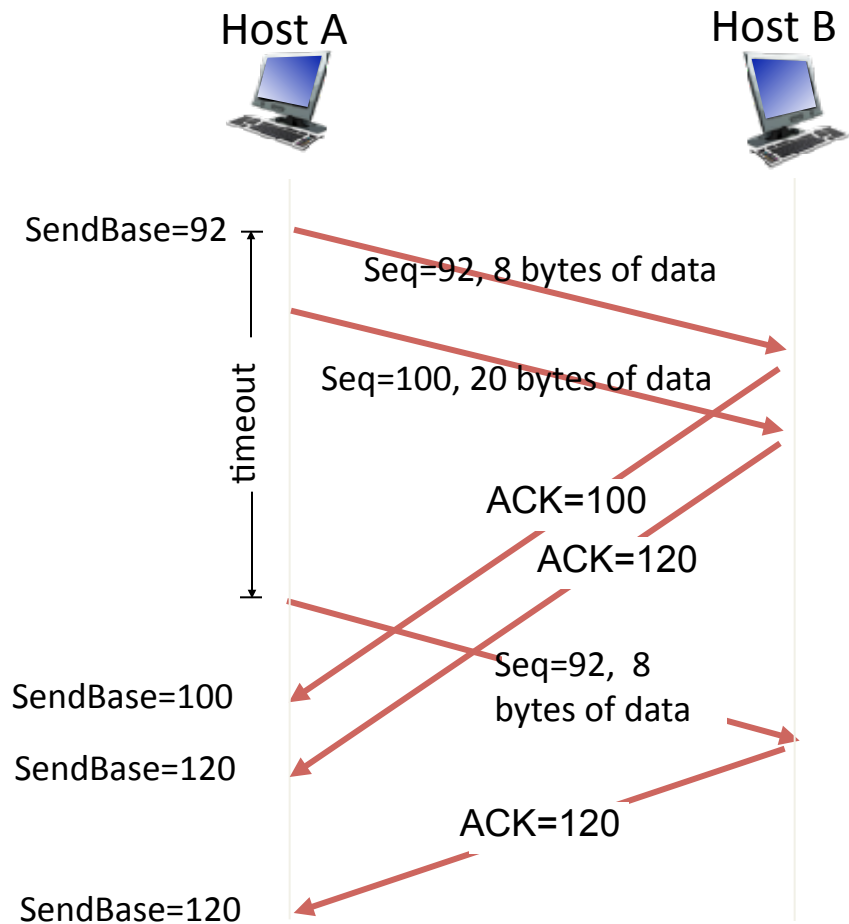 Host A
Host B
SendBase=92
Seq=92, 8 bytes of data
Seq=100, 20 bytes of data
timeout
ACK=100
ACK=120
Seq=92, 8
bytes of data
SendBase=100
SendBase=120
ACK=120
SendBase=120